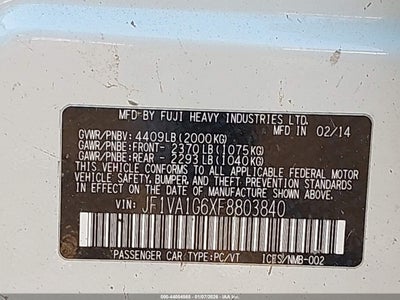 MFD BY FUJI HEAVY INDUSTRIES LTD.
MFD IN 02/14
GVWR/PNBV: 4409LB (2000KG)
GAWR/PNBE: FRONT- 2370LB (1075KG)
GAWR/PNBE: REAR - 2293LB (1040KG)
THIS VEHICLE CONFORMS TO ALL APPLICABLE FEDERAL MOTOR
VEHICLE SAFETY, BUMPER, AND THEFT PREVENTION STANDARDS IN
EFFECT ON THE DATE OF MANUFACTURE SHOWN ABOVE.
VIN: JF1VA1G6XF8803840
PASSENGER CAR TYPE:PC/VT
ICES/NMB-002